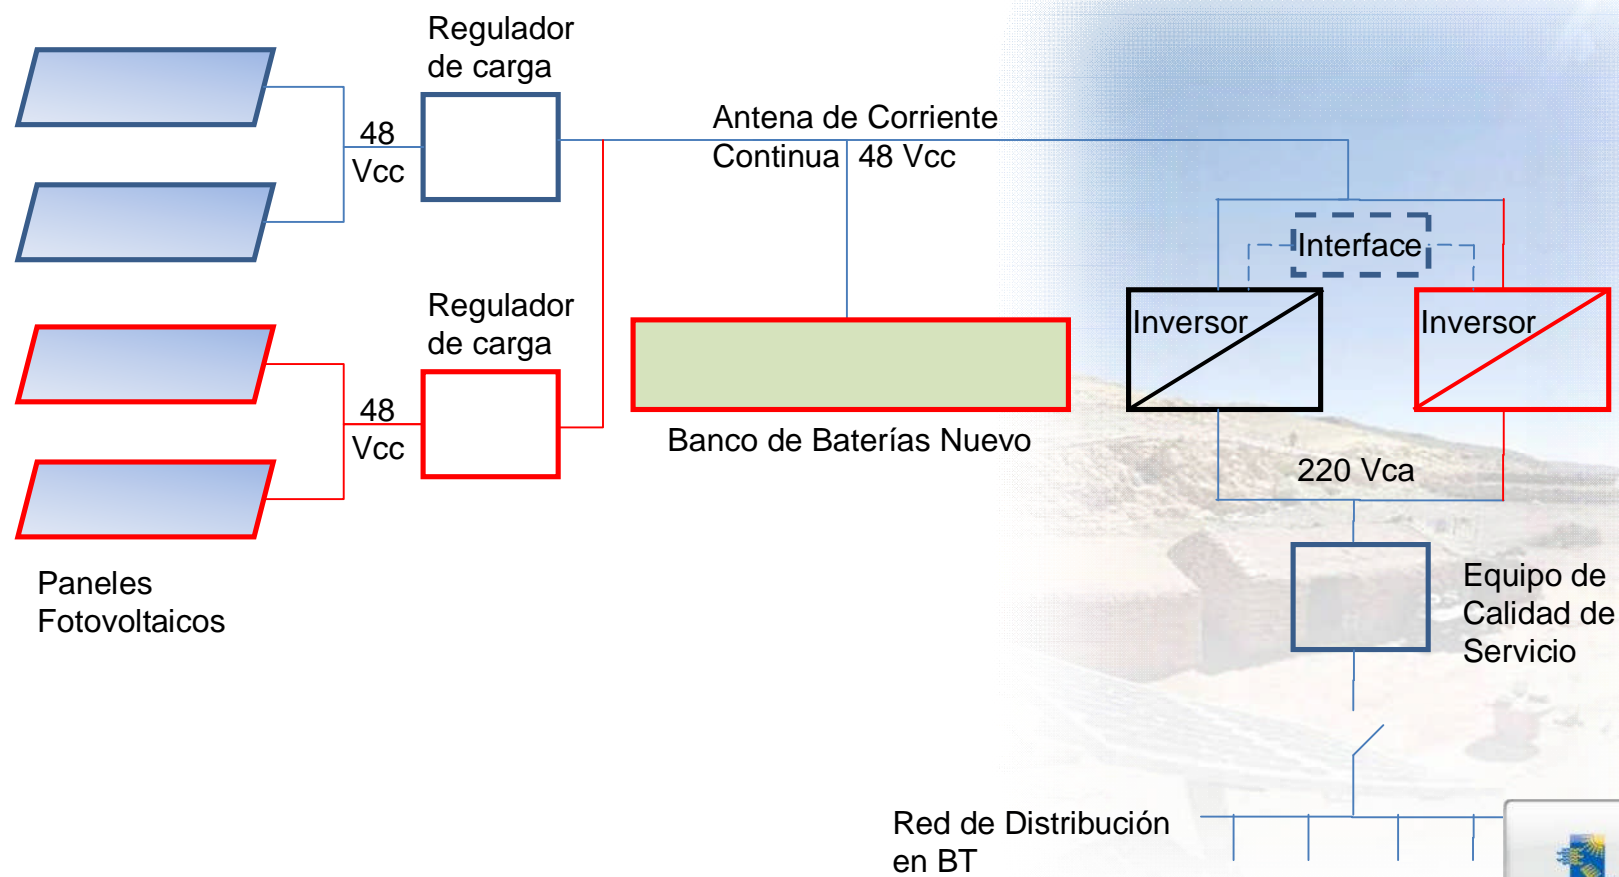 Regulador
de carga
48
Vcc
Antena de Corriente
Continua 48 Vcc
Interface
Inversor
Inversor
Regulador
de carga
48
Vcc
Banco de Baterías Nuevo
220 Vca
Paneles
Fotovoltaicos
Equipo de
Calidad de
Servicio
Red de Distribución
en BT